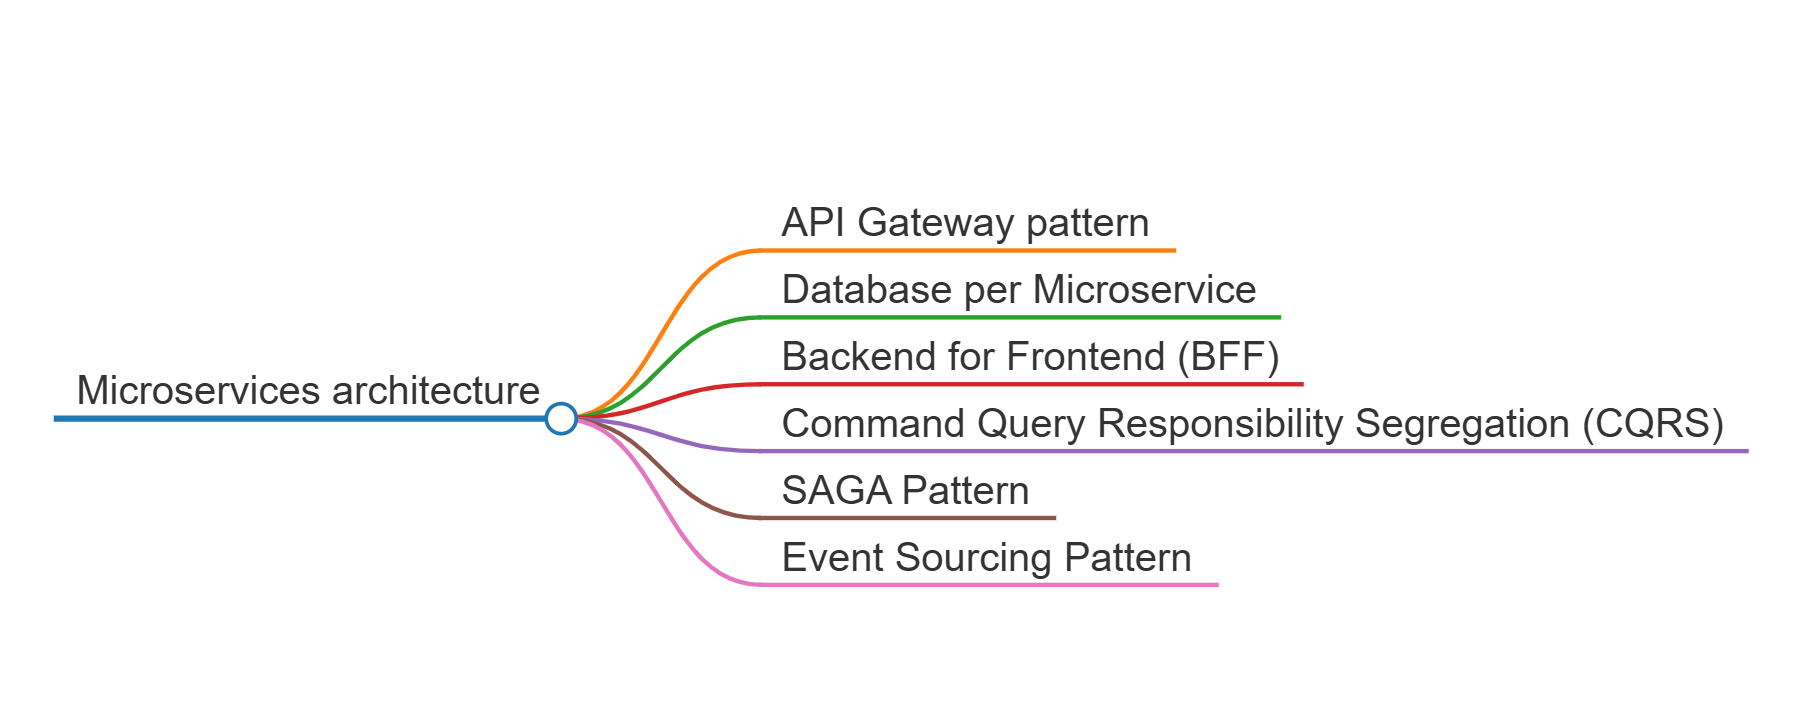 Microservices architecture
API Gateway pattern
Database per Microservice
Backend for Frontend (BFF)
Command Query Responsibility Segregation (CQRS)
SAGA Pattern
Event Sourcing Pattern